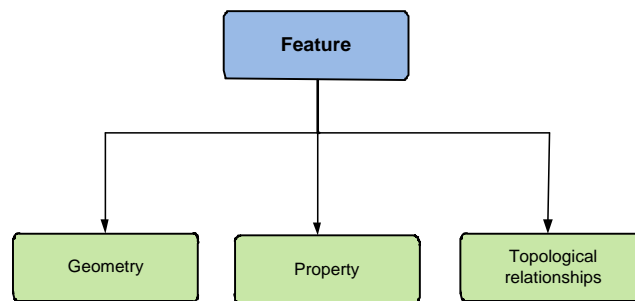 Feature
Geometry
Property
Topological
relationships